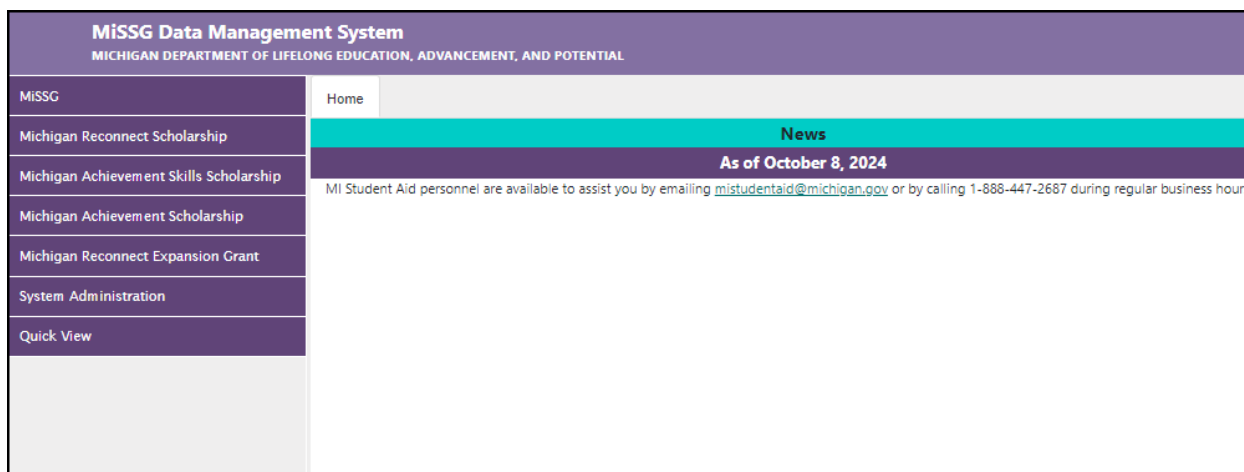 MiSSG Data Management System
MICHIGAN DEPARTMENT OF LIFELONG EDUCATION, ADVANCEMENT, AND POTENTIAL
MiSSG
Michigan Reconnect Scholarship
Michigan Achievement Skills Scholarship
Michigan Achievement Scholarship
Michigan Reconnect Expansion Grant
System Administration
Quick View
Home
News
As of October 8, 2024
MI Student Aid personnel are available to assist you by emailing mistudentaid@michigan.gov or by calling 1-888-447-2687 during regular business hour